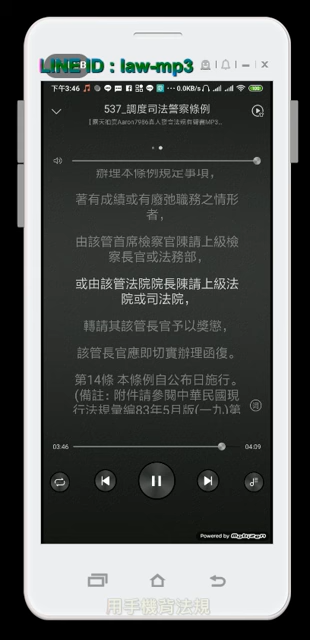 LINE ID：law-mp3
下午3:46
0.0KB/s
537_調度司法警察條例
辦理本條例規定事項，
著有成績或有廢弛職務之情形
者，
由該管首席檢察官陳請上級檢
察長官或法務部，
或由該管法院院長陳請上級法
院或司法院，
轉請其該管長官予以獎懲，
該管長官應即切實辦理函復。
第14條 本條例自公布日施行。
(備註：附件請參閱中華民國現
行法規彙編83年5月版(一九)第
03:46
04:09
Powered by
用手機背法規